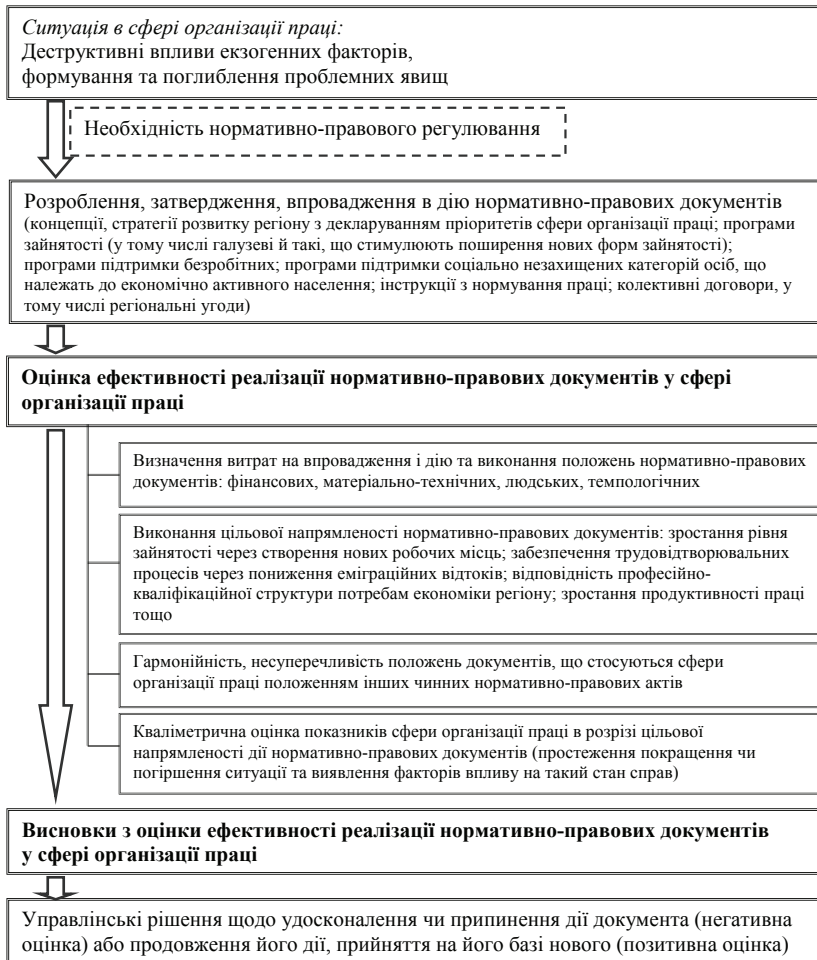 Ситуація в сфері організації праці:
Деструктивні впливи екзогенних факторів,
формування та поглиблення проблемних явищ
Необхідність нормативно-правового регулювання
Розроблення, затвердження, впровадження в дію нормативно-правових документів
(концепції, стратегії розвитку регіону з декларуванням пріоритетів сфери організації праці; програми
зайнятості (у тому числі галузеві й такі, що стимулюють поширення нових форм зайнятості);
програми підтримки безробітних; програми підтримки соціально незахищених категорій осіб, що
належать до економічно активного населення; інструкції з нормування праці; колективні договори, у
тому числі регіональні угоди)
Оцінка ефективності реалізації нормативно-правових документів у сфері
організації праці
Визначення витрат на впровадження і дію та виконання положень нормативно-правових
документів: фінансових, матеріально-технічних, людських, темпологічних
Виконання цільової напрямленості нормативно-правових документів: зростання рівня
зайнятості через створення нових робочих місць; забезпечення трудовідтворювальних
процесів через пониження еміграційних відтоків; відповідність професійно-
кваліфікаційної структури потребам економіки регіону; зростання продуктивності праці
тощо
Гармонійність, несуперечливість положень документів, що стосуються сфери
організації праці положенням інших чинних нормативно-правових актів
Кваліметрична оцінка показників сфери організації праці в розрізі цільової
напрямленості дії нормативно-правових документів (простеження покращення чи
погіршення ситуації та виявлення факторів впливу на такий стан справ)
Висновки з оцінки ефективності реалізації нормативно-правових документів
у сфері організації праці
Управлінські рішення щодо удосконалення чи припинення дії документа (негативна
оцінка) або продовження його дії, прийняття на його базі нового (позитивна оцінка)